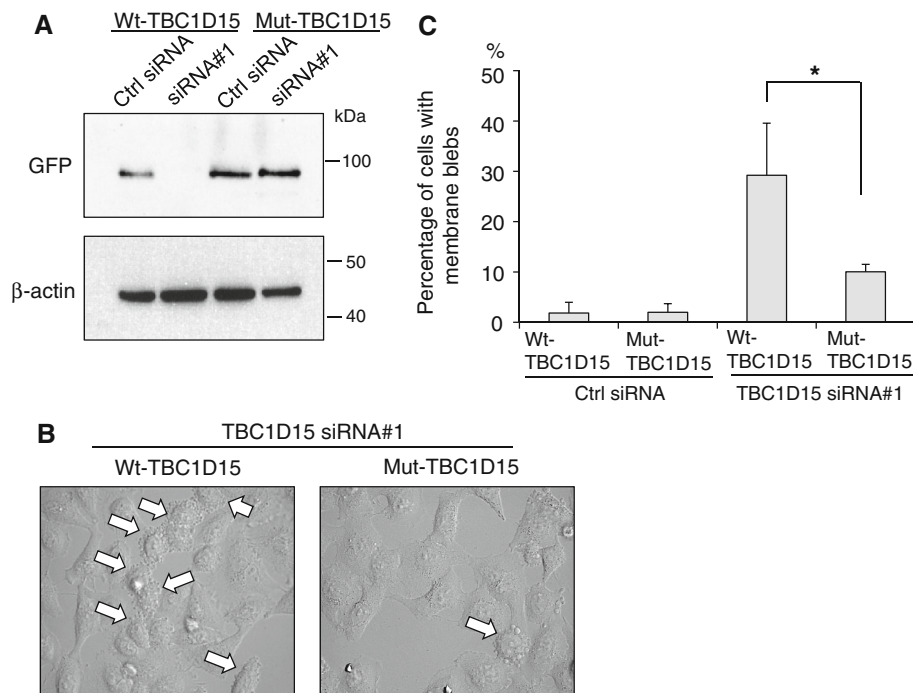 A
Wt-TBC1D15 Mut-TBC1D15
Ctrl siRNA siRNA#1 Ctrl siRNA siRNA#1
kDa
GFP
100
β-actin
50
40
B
TBC1D15 siRNA#1
Wt-TBC1D15 Mut-TBC1D15
C
%
Percentage of cells with
membrane blebs
50
40
30
20
10
0
*
Wt-
TBC1D15
Mut-
TBC1D15
Wt-
TBC1D15
Mut-
TBC1D15
Ctrl siRNA
TBC1D15 siRNA#1